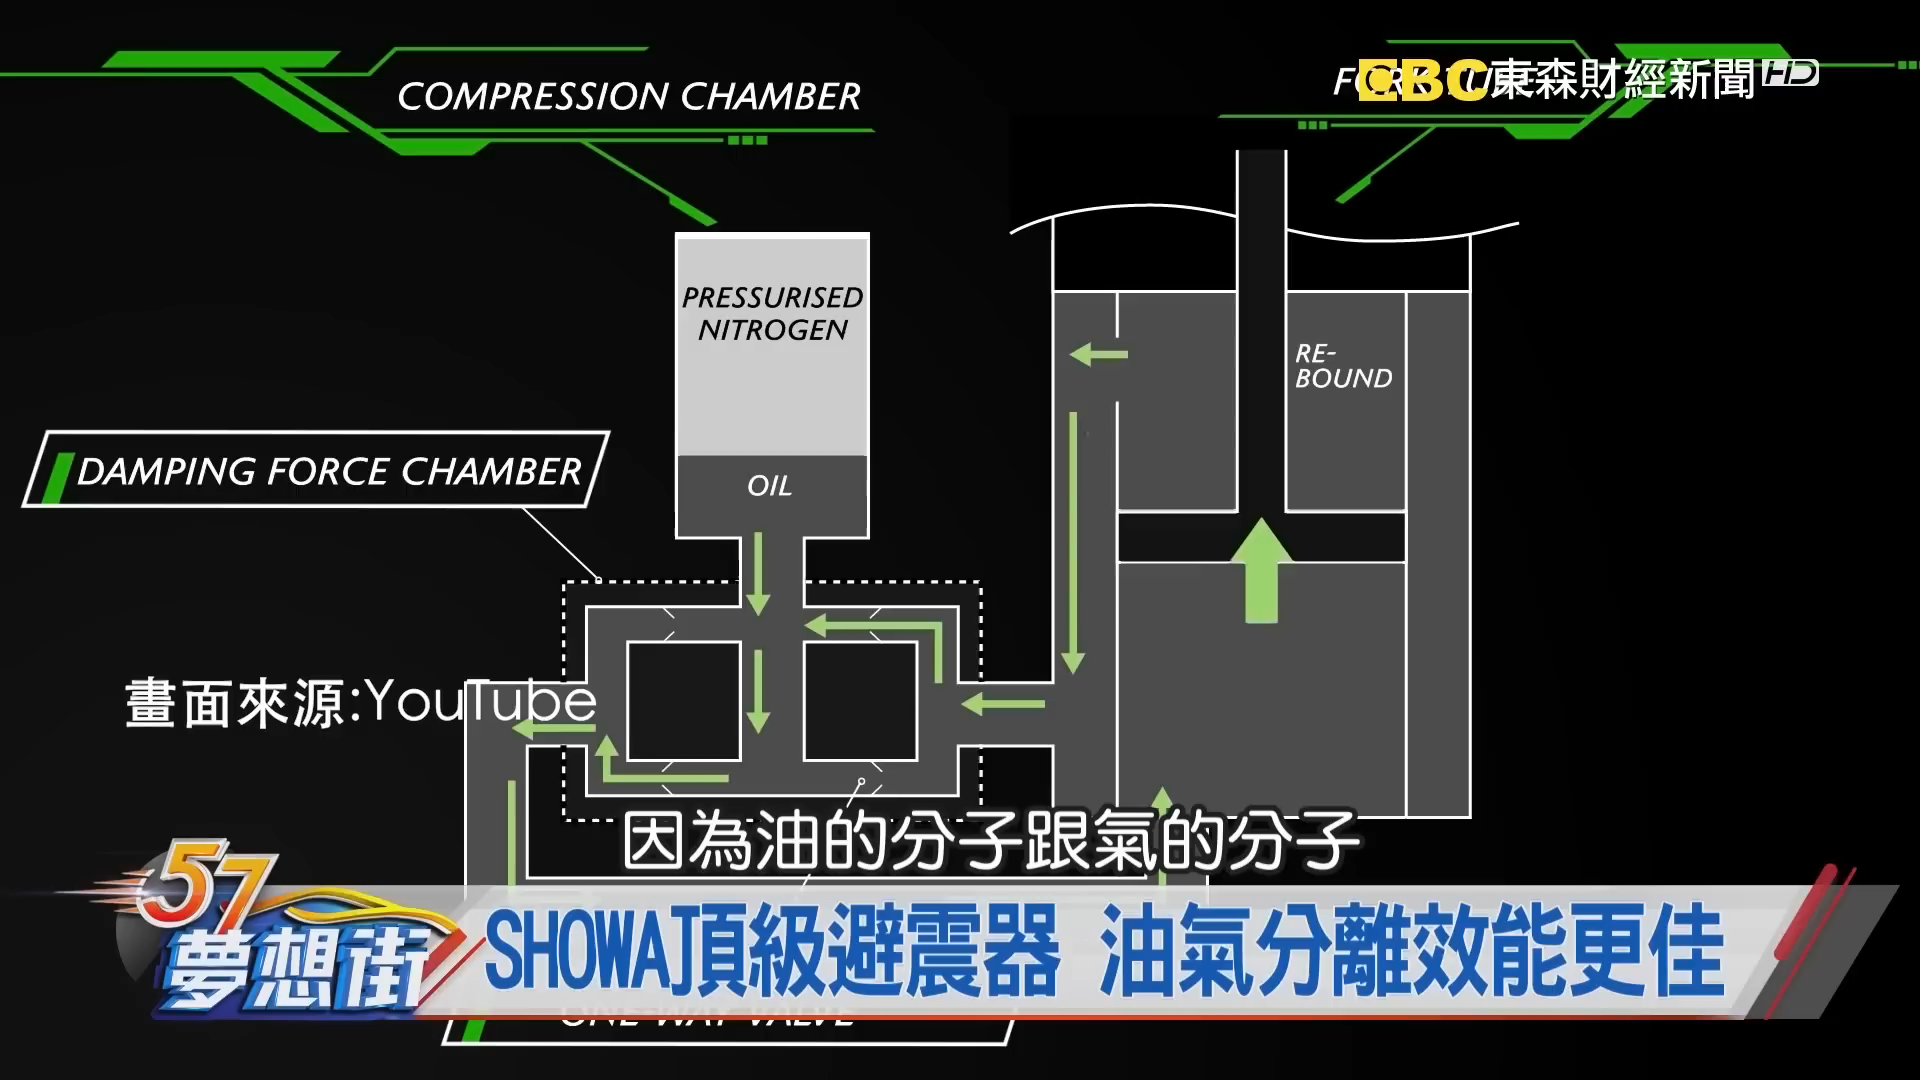 COMPRESSION CHAMBER
EBC東森財經新聞HD
PRESSURISED
NITROGEN
RE-
BOUND
DAMPING FORCE CHAMBER
OIL
畫面來源:YouTube
因為油的分子跟氣的分子
57
夢想街
SHOWA頂級避震器 油氣分離效能更佳
ONE-WAY VALVE